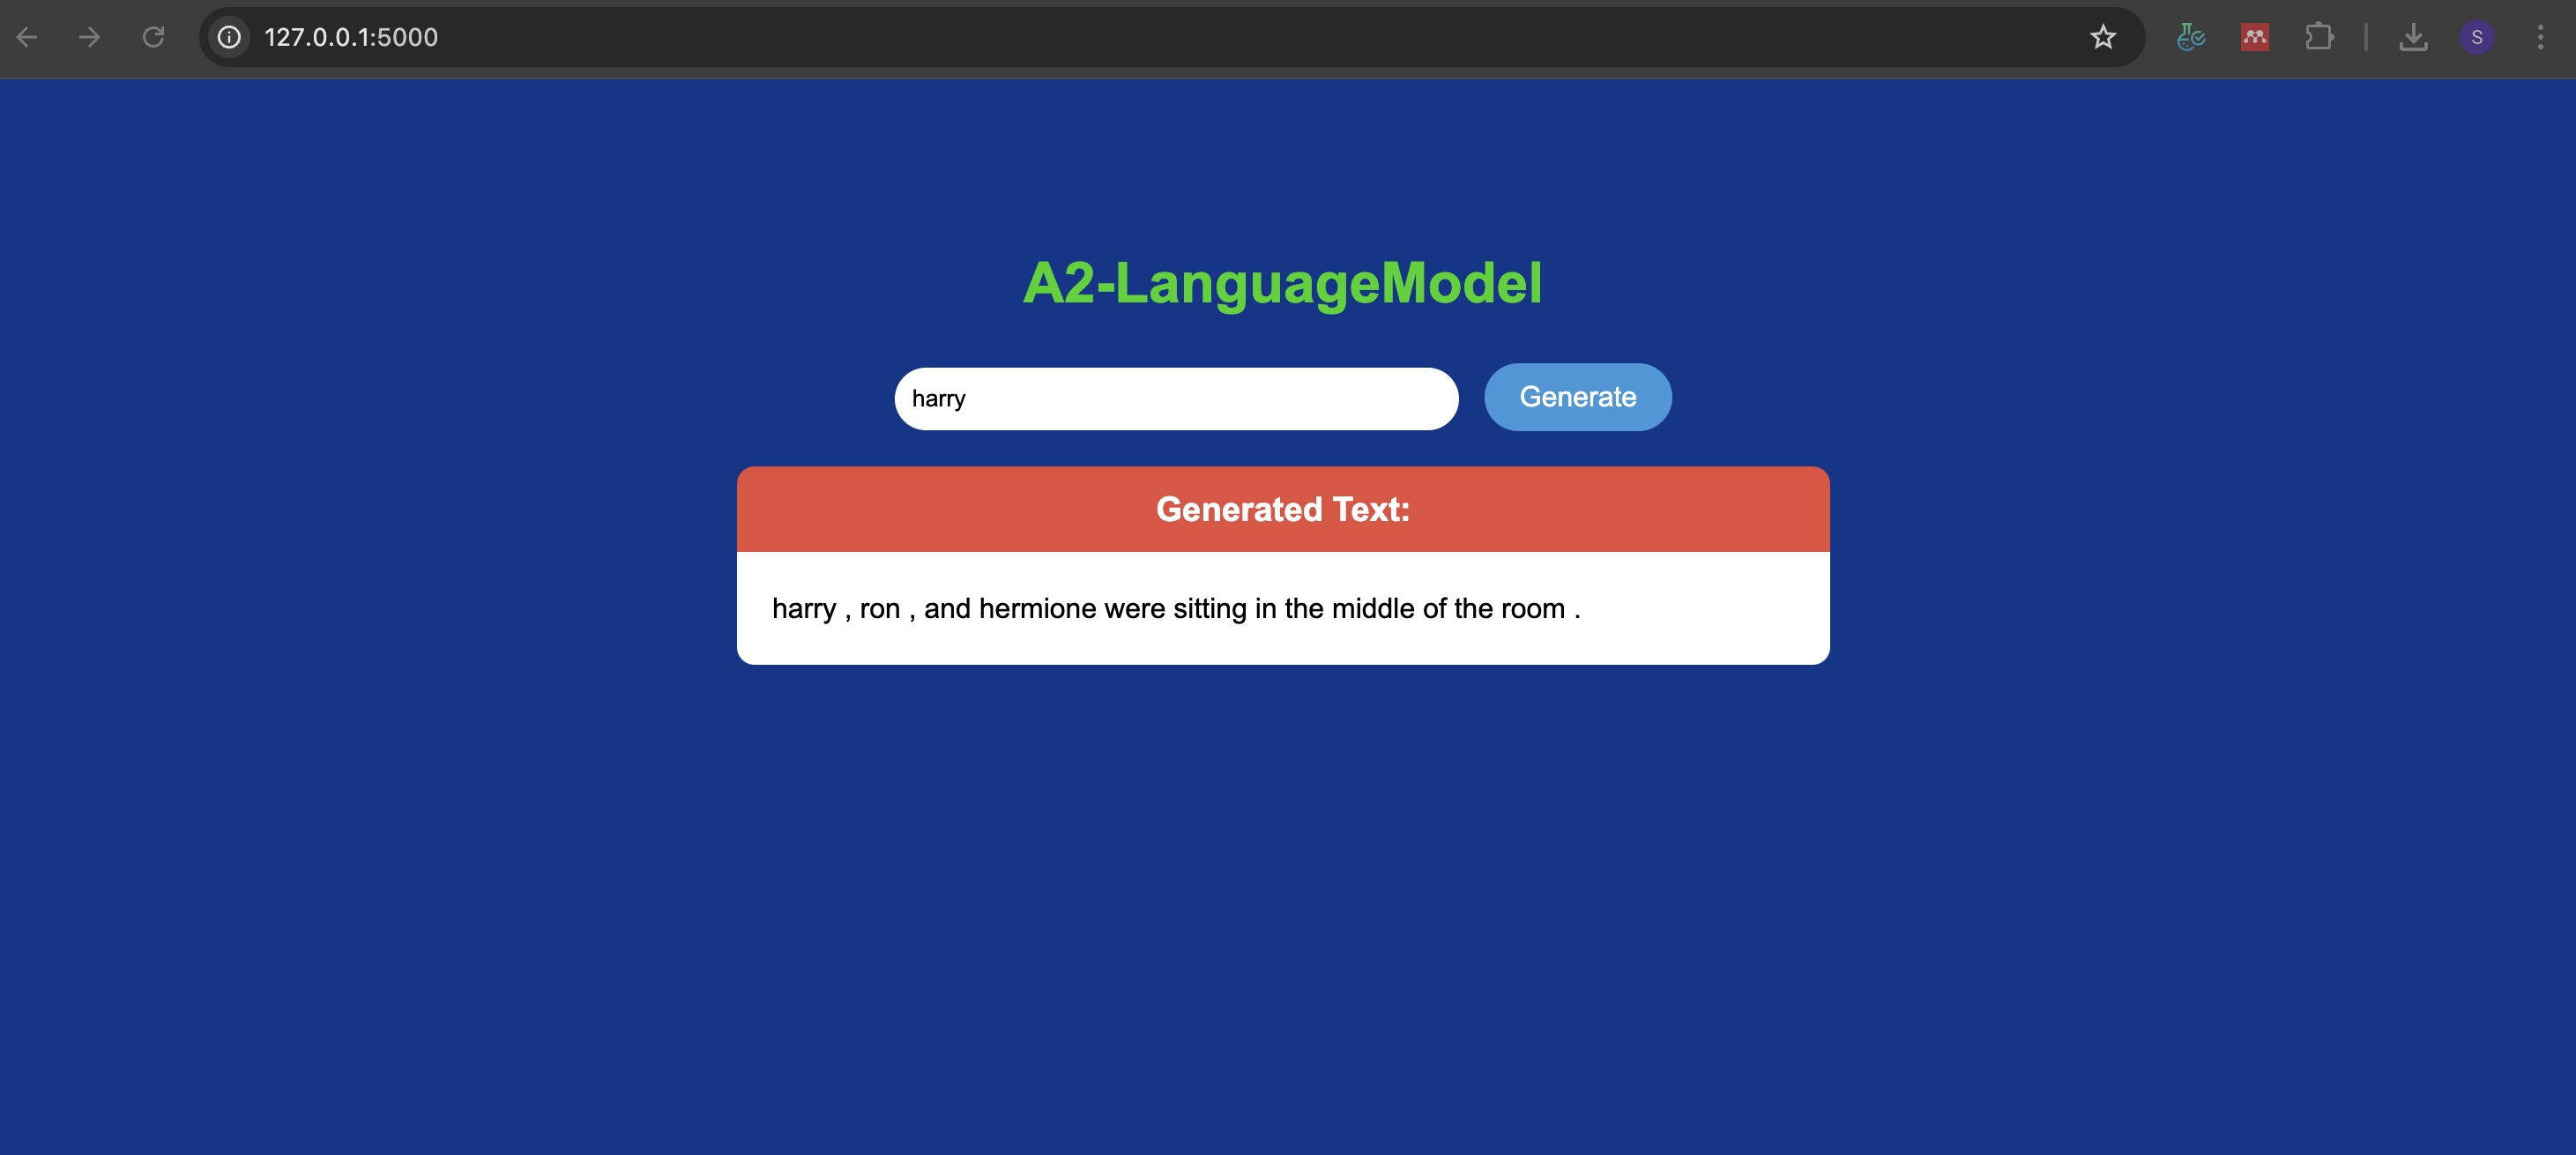 127.0.0.1:5000
S
A2-LanguageModel
harry
Generate
Generated Text:
harry , ron , and hermione were sitting in the middle of the room .